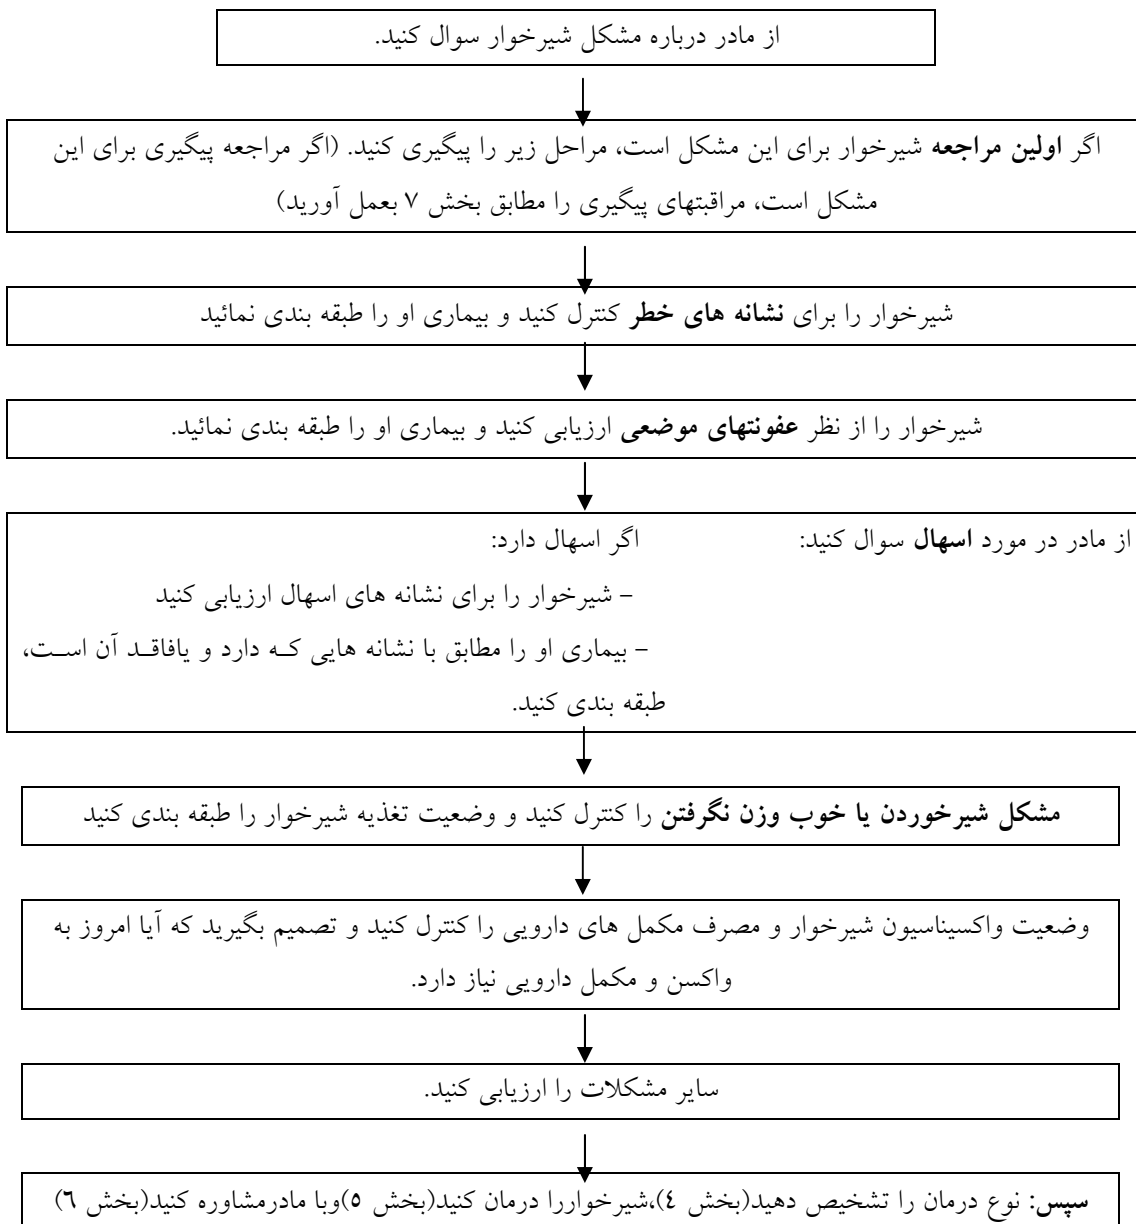 از مادر درباره مشکل شیرخوار سوال کنید.
اگر اولین مراجعه شیرخوار برای این مشکل است، مراحل زیر را پیگیری کنید. (اگر مراجعه پیگیری برای این
مشکل است، مراقبتهای پیگیری را مطابق بخش ۷ بعمل آورید)
شیرخوار را برای نشانه های خطر کنترل کنید و بیماری او را طبقه بندی نمائید
شیرخوار را از نظر عفونتهای موضعی ارزیابی کنید و بیماری او را طبقه بندی نمائید.
از مادر در مورد اسهال سوال کنید: اگر اسهال دارد:
– شیرخوار را برای نشانه های اسهال ارزیابی کنید
– بیماری او را مطابق با نشانه هایی کـه دارد و یافاقـد آن اسـت،
طبقه بندی کنید.
مشکل شیرخوردن یا خوب وزن نگرفتن را کنترل کنید و وضعیت تغذیه شیرخوار را طبقه بندی کنید
وضعیت واکسیناسیون شیرخوار و مصرف مکمل های دارویی را کنترل کنید و تصمیم بگیرید که آیا امروز به
واکسن و مکمل دارویی نیاز دارد.
سایر مشکلات را ارزیابی کنید.
سپس: نوع درمان را تشخیص دهید(بخش ٤)،شیرخواررا درمان کنید(بخش ٥)وبا مادرمشاوره کنید(بخش ٦)